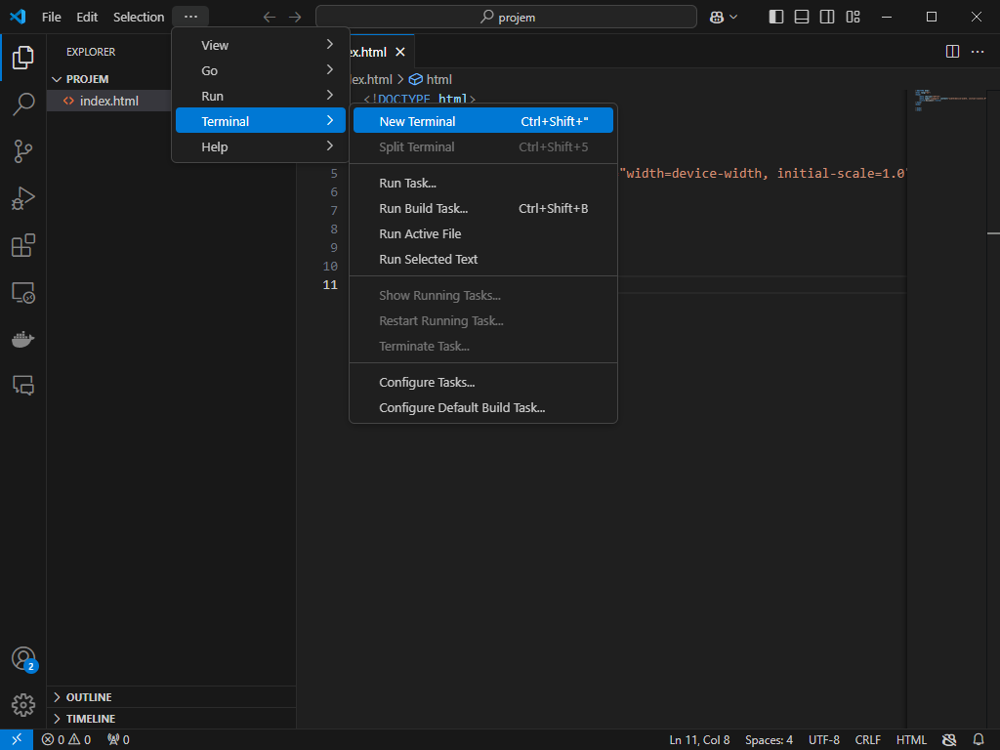 File Edit Selection ··· projem
EXPLORER
PROJEM
index.html
View
Go
Run
Terminal
Help
ex.html
ex.html > html
<!DOCTYPE html>
New Terminal Ctrl+Shift+"
Split Terminal Ctrl+Shift+5
Run Task...
Run Build Task... Ctrl+Shift+B
Run Active File
Run Selected Text
Show Running Tasks...
Restart Running Task...
Terminate Task...
Configure Tasks...
Configure Default Build Task...
5 "width=device-width, initial-scale=1.0"
6
7
8
9
10
11
2
OUTLINE
TIMELINE
0 0 0 Ln 11, Col 8 Spaces: 4 UTF-8 CRLF HTML